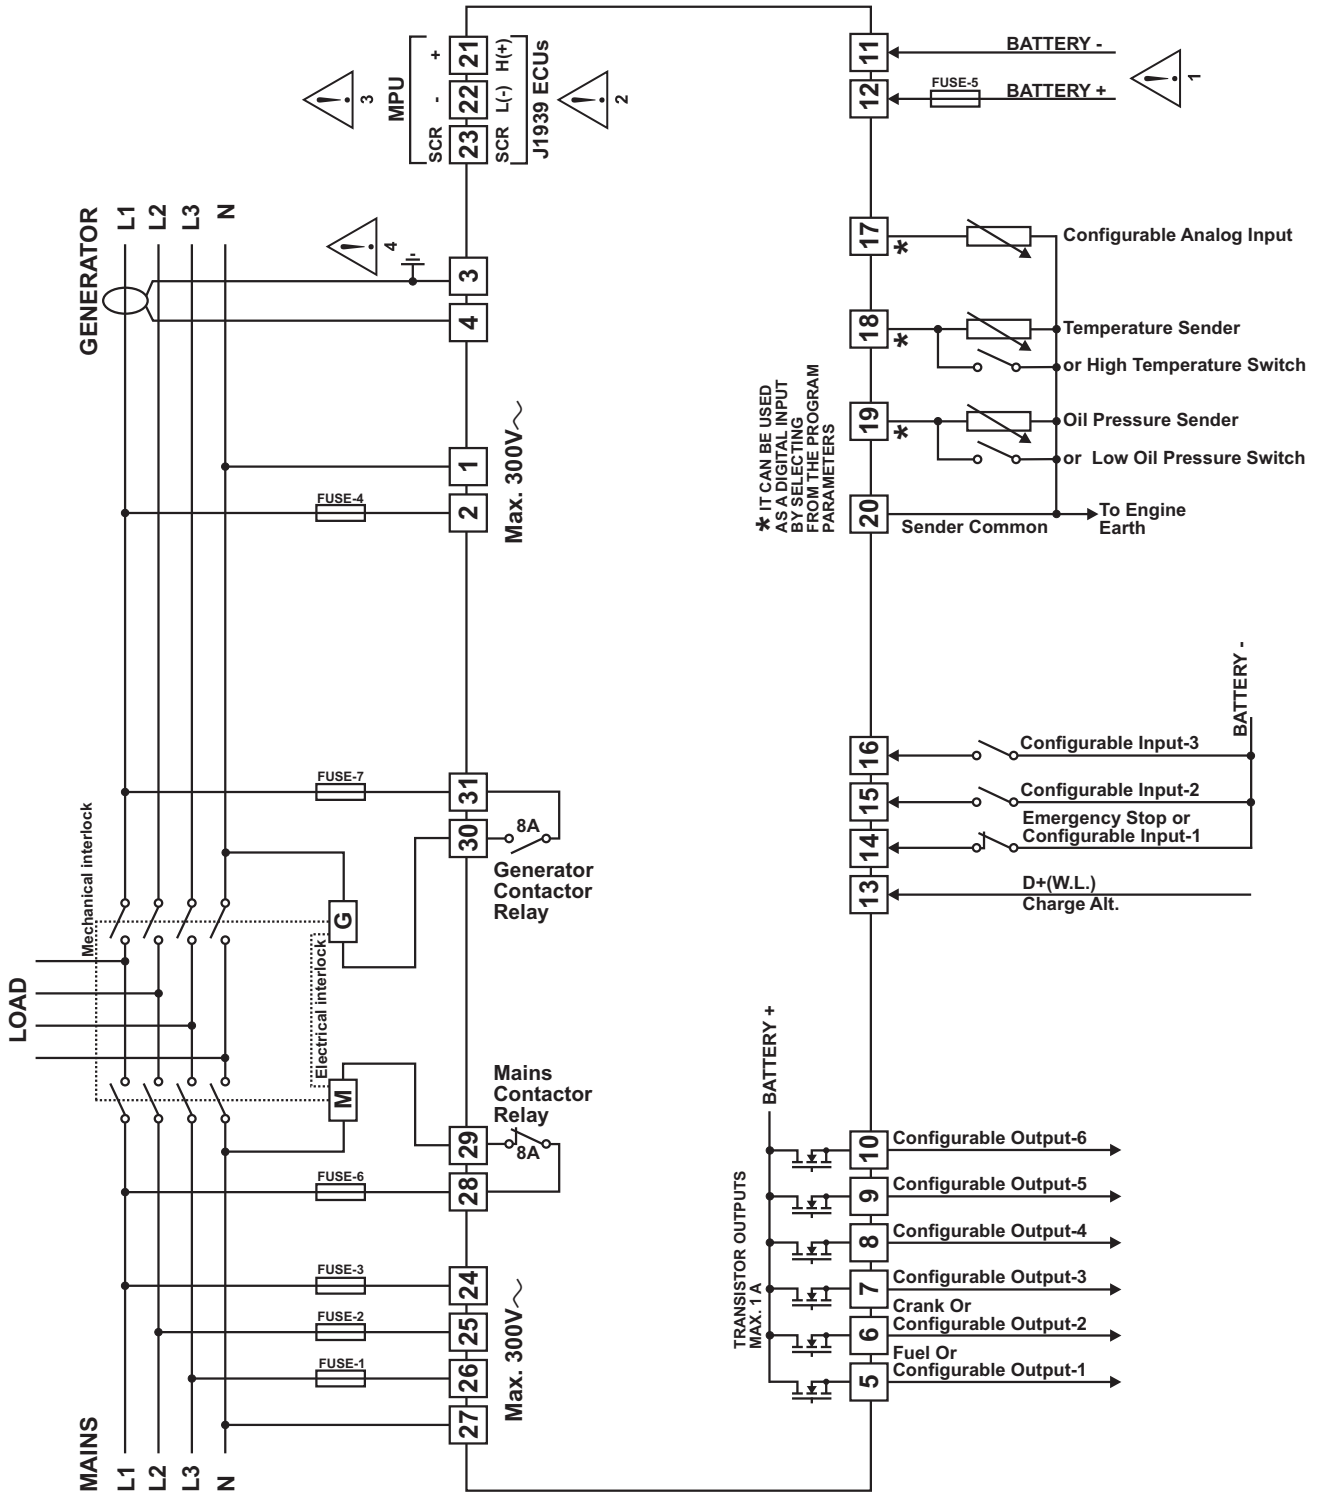 GENERATOR
L1
L2
L3
N
MPU
+
-
SCR
21
22
23
H(+)
L(-)
SCR
J1939 ECUs
3
2
4
3
4
1
2
Max. 300V
FUSE-4
FUSE-7
31
30
8A
Generator
Contactor
Relay
Mechanical interlock
LOAD
G
Electrical interlock
M
Mains
Contactor
Relay
8A
29
28
FUSE-6
FUSE-3
FUSE-2
FUSE-1
24
25
26
27
Max. 300V
MAINS
L1
L2
L3
N
11
BATTERY -
12
FUSE-5
BATTERY +
1
17
*
Configurable Analog Input
18
*
Temperature Sender
or High Temperature Switch
19
*
Oil Pressure Sender
or Low Oil Pressure Switch
20
Sender Common
To Engine
Earth
* IT CAN BE USED
AS A DIGITAL INPUT
BY SELECTING
FROM THE PROGRAM
PARAMETERS
BATTERY -
16
Configurable Input-3
15
Configurable Input-2
14
Emergency Stop or
Configurable Input-1
13
D+(W.L.)
Charge Alt.
BATTERY +
TRANSISTOR OUTPUTS
MAX. 1 A
10
Configurable Output-6
9
Configurable Output-5
8
Configurable Output-4
7
Configurable Output-3
6
Crank Or
Configurable Output-2
5
Fuel Or
Configurable Output-1